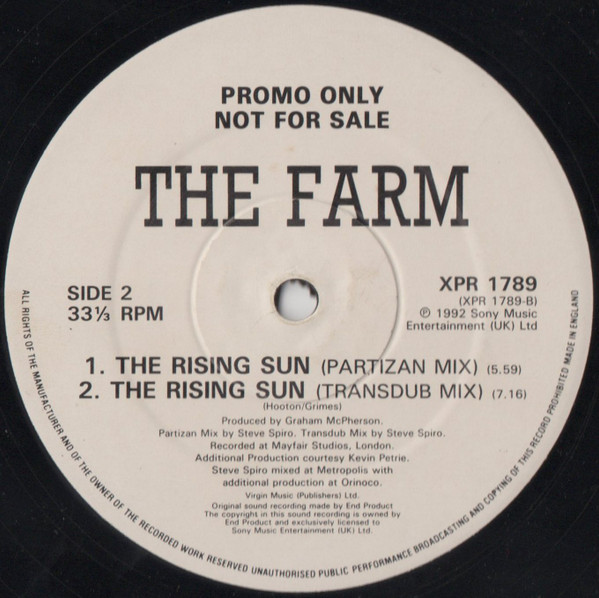 PROMO ONLY
NOT FOR SALE
THE FARM
SIDE 2
33⅓ RPM
XPR 1789
(XPR 1789-B)
℗ 1992 Sony Music
Entertainment (UK) Ltd
1. THE RISING SUN (PARTIZAN MIX) (5.59)
2. THE RISING SUN (TRANSDUB MIX) (7.16)
(Hooton/Grimes)
Produced by Graham McPherson.
Partizan Mix by Steve Spiro. Transdub Mix by Steve Spiro.
Recorded at Mayfair Studios, London.
Additional Production courtesy Kevin Petrie.
Steve Spiro mixed at Metropolis with
additional production at Orinoco.
Virgin Music (Publishers) Ltd.
Original sound recording made by End Product
The copyright in this sound recording is owned by
End Product and exclusively licensed to
Sony Music Entertainment (UK) Ltd.
ALL RIGHTS OF THE MANUFACTURER AND OF THE OWNER OF THE RECORDED WORK RESERVED UNAUTHORISED PUBLIC PERFORMANCE BROADCASTING AND COPYING OF THIS RECORD PROHIBITED MADE IN ENGLAND